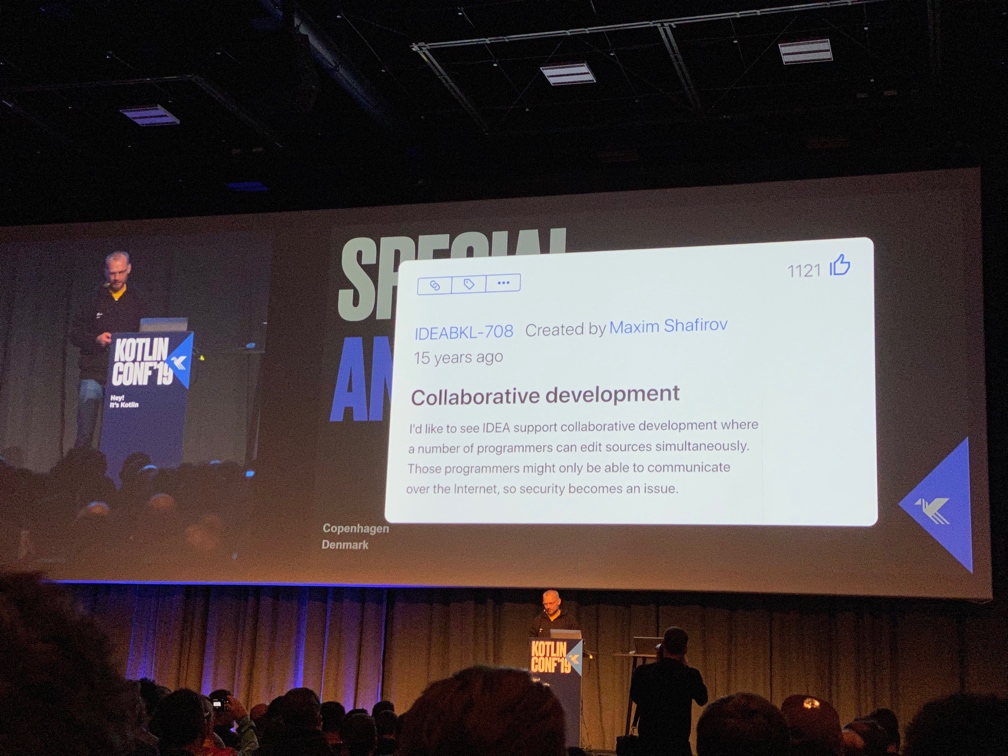 SPECIAL
AN
1121
IDEABKL-708 Created by Maxim Shafirov
15 years ago
Collaborative development
I'd like to see IDEA support collaborative development where
a number of programmers can edit sources simultaneously.
Those programmers might only be able to communicate
over the Internet, so security becomes an issue.
Copenhagen
Denmark
KOTLIN
CONF'19
Hey!
It's Kotlin
KOTLIN
CONF'19